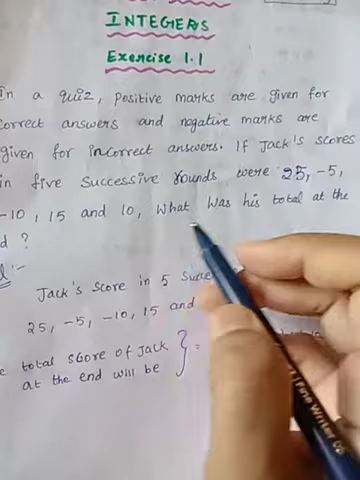 INTEGERS
Exercise 1.1
In a quiz, positive marks are given for
correct answers and negative marks are
given for incorrect answers. If Jack's scores
in five successive rounds were 25, -5,
-10, 15 and 10, what was his total at the
d ?
Jack's score in 5 succe
25, -5, -10, 15 and
e total score of Jack } =
at the end will be
Fine Writer 05